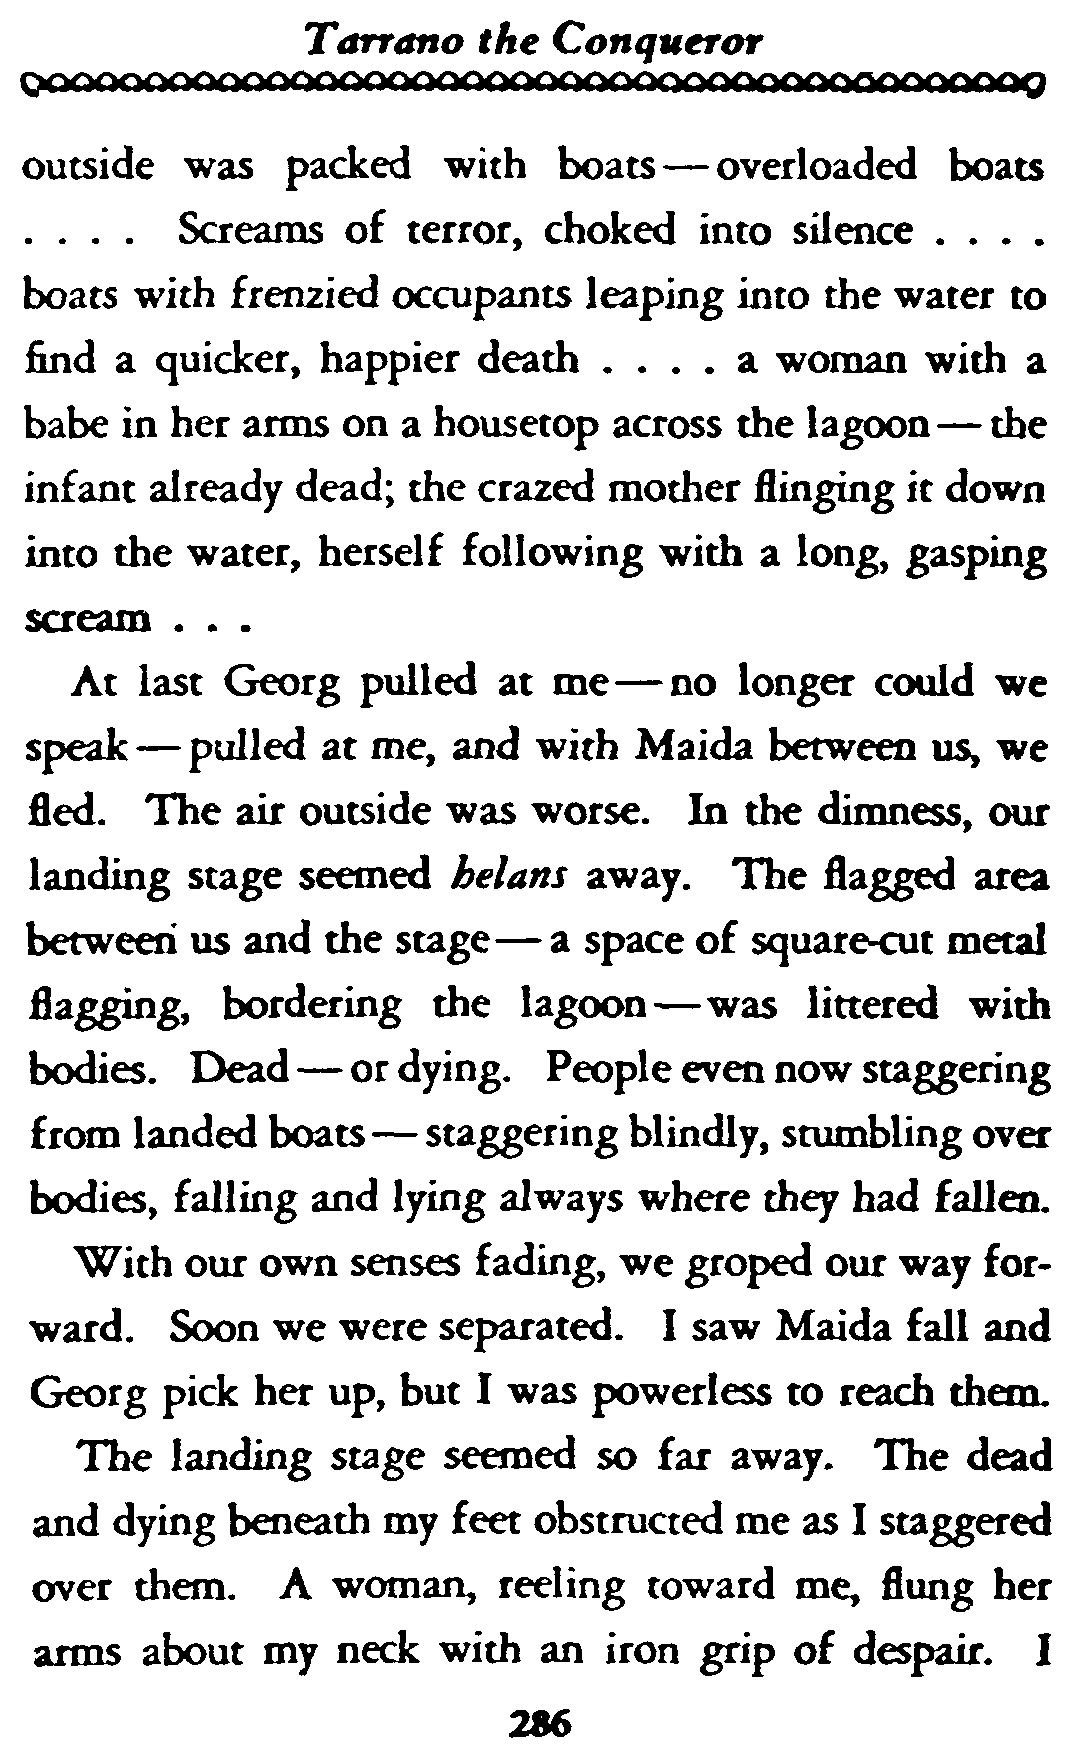 Tarrano the Conqueror
outside was packed with boats—overloaded boats
. . . . Screams of terror, choked into silence . . . .
boats with frenzied occupants leaping into the water to
find a quicker, happier death . . . . a woman with a
babe in her arms on a housetop across the lagoon—the
infant already dead; the crazed mother flinging it down
into the water, herself following with a long, gasping
scream . . .
At last Georg pulled at me—no longer could we
speak—pulled at me, and with Maida between us, we
fled. The air outside was worse. In the dimness, our
landing stage seemed helans away. The flagged area
between us and the stage—a space of square-cut metal
flagging, bordering the lagoon—was littered with
bodies. Dead—or dying. People even now staggering
from landed boats—staggering blindly, stumbling over
bodies, falling and lying always where they had fallen.
With our own senses fading, we groped our way for-
ward. Soon we were separated. I saw Maida fall and
Georg pick her up, but I was powerless to reach them.
The landing stage seemed so far away. The dead
and dying beneath my feet obstructed me as I staggered
over them. A woman, reeling toward me, flung her
arms about my neck with an iron grip of despair. I
286